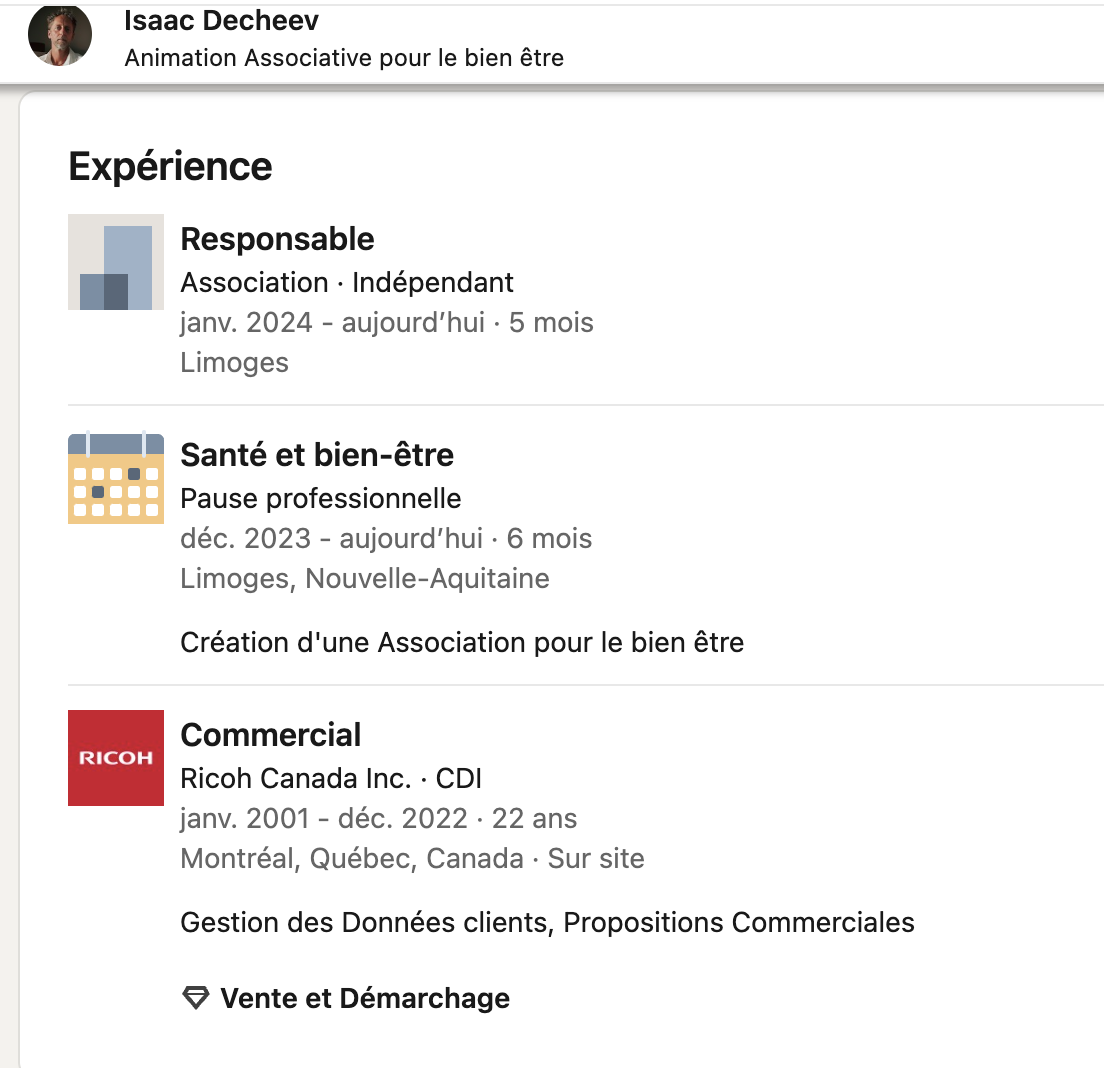 Isaac Decheev
Animation Associative pour le bien être
Expérience
Responsable
Association · Indépendant
janv. 2024 - aujourd’hui · 5 mois
Limoges
Santé et bien-être
Pause professionnelle
déc. 2023 - aujourd’hui · 6 mois
Limoges, Nouvelle-Aquitaine
Création d'une Association pour le bien être
RICOH
Commercial
Ricoh Canada Inc. · CDI
janv. 2001 - déc. 2022 · 22 ans
Montréal, Québec, Canada · Sur site
Gestion des Données clients, Propositions Commerciales
Vente et Démarchage